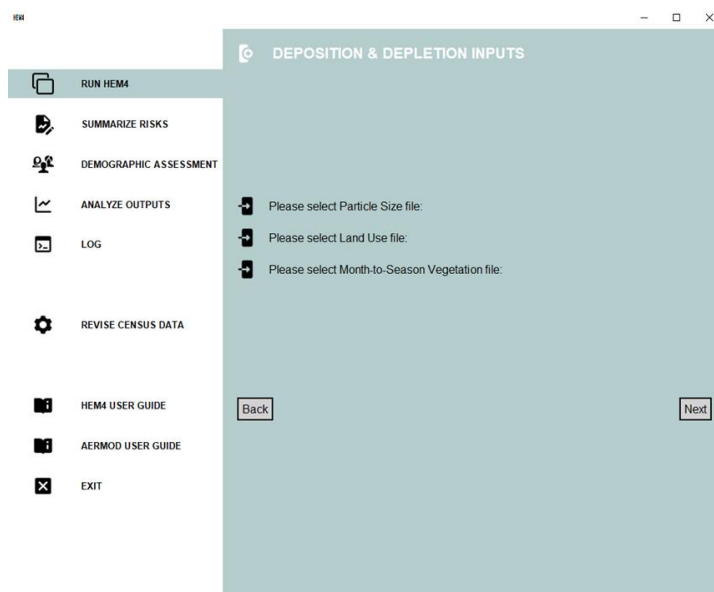 HEM4
DEPOSITION & DEPLETION INPUTS
RUN HEM4
SUMMARIZE RISKS
DEMOGRAPHIC ASSESSMENT
ANALYZE OUTPUTS
LOG
REVISE CENSUS DATA
HEM4 USER GUIDE
AERMOD USER GUIDE
EXIT
Please select Particle Size file:
Please select Land Use file:
Please select Month-to-Season Vegetation file:
Back
Next